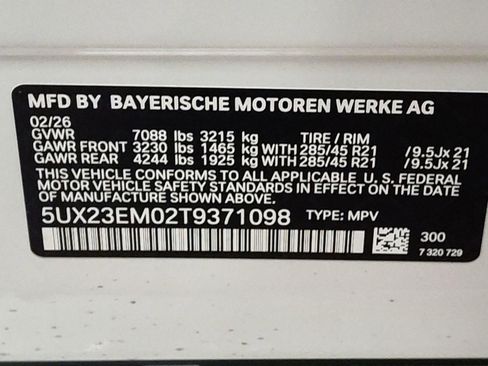 MFD BY BAYERISCHE MOTOREN WERKE AG
02/26
GVWR 7088 lbs 3215 kg TIRE / RIM
GAWR FRONT 3230 lbs 1465 kg WITH 285/45 R21 / 9.5Jx 21
GAWR REAR 4244 lbs 1925 kg WITH 285/45 R21 / 9.5Jx 21
THIS VEHICLE CONFORMS TO ALL APPLICABLE U. S. FEDERAL
MOTOR VEHICLE SAFETY STANDARDS IN EFFECT ON THE
DATE OF MANUFACTURE SHOWN ABOVE.
5UX23EM02T9371098 TYPE: MPV
300
7 320 729